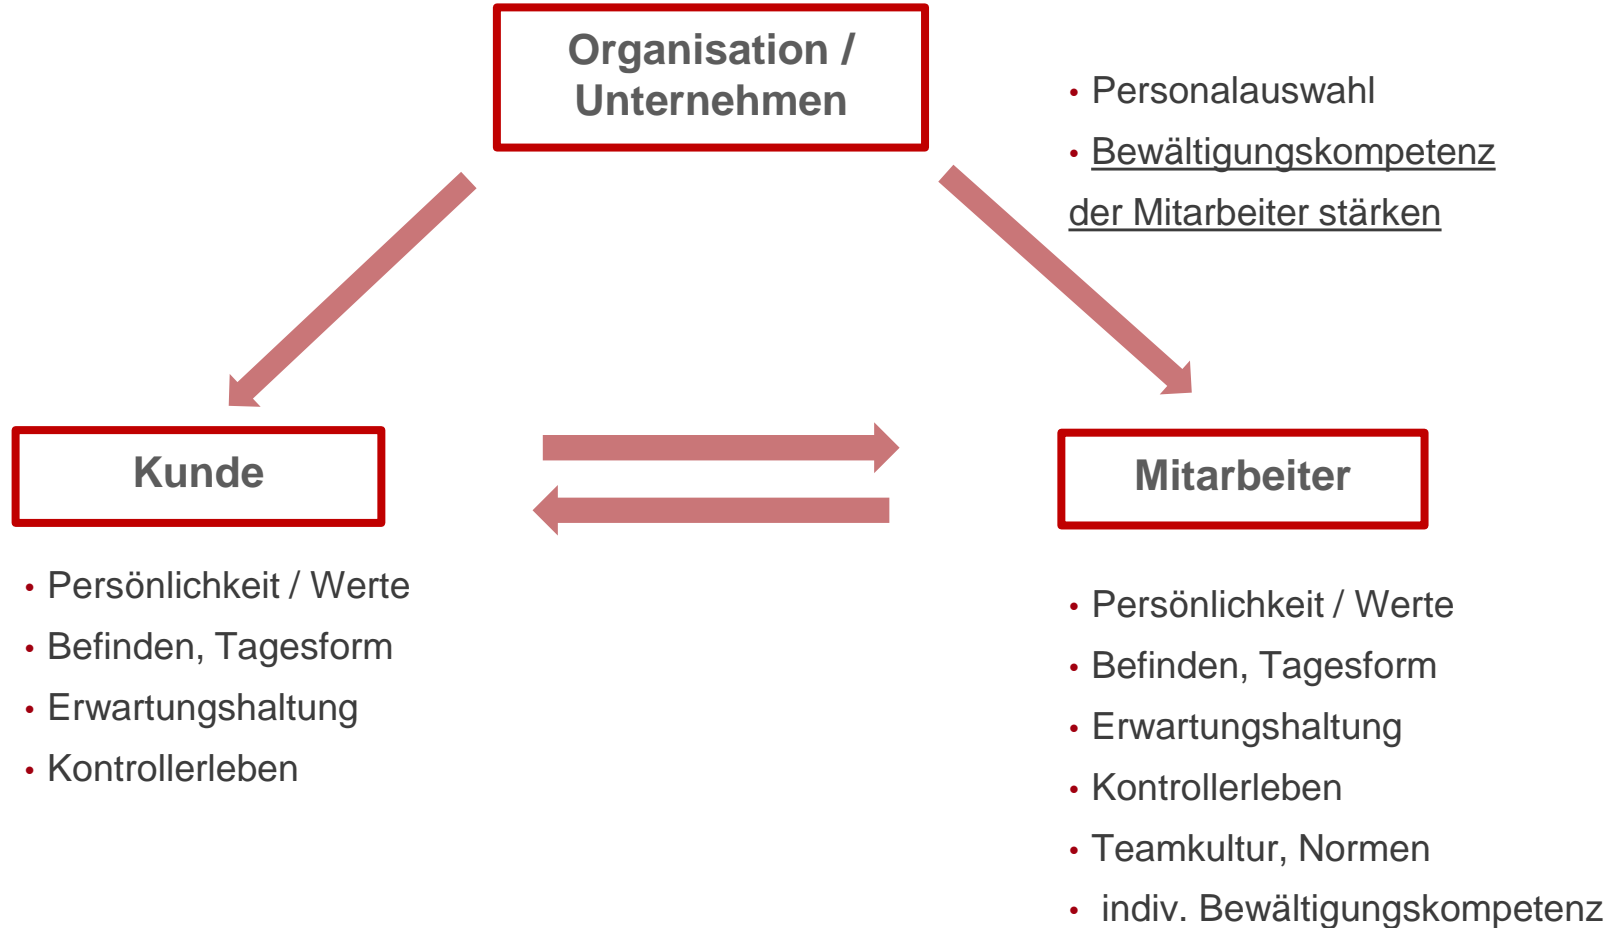 Organisation /
Unternehmen
• Personalauswahl
• Bewältigungskompetenz
der Mitarbeiter stärken
Kunde
• Persönlichkeit / Werte
• Befinden, Tagesform
• Erwartungshaltung
• Kontrollerleben
Mitarbeiter
• Persönlichkeit / Werte
• Befinden, Tagesform
• Erwartungshaltung
• Kontrollerleben
• Teamkultur, Normen
• indiv. Bewältigungskompetenz